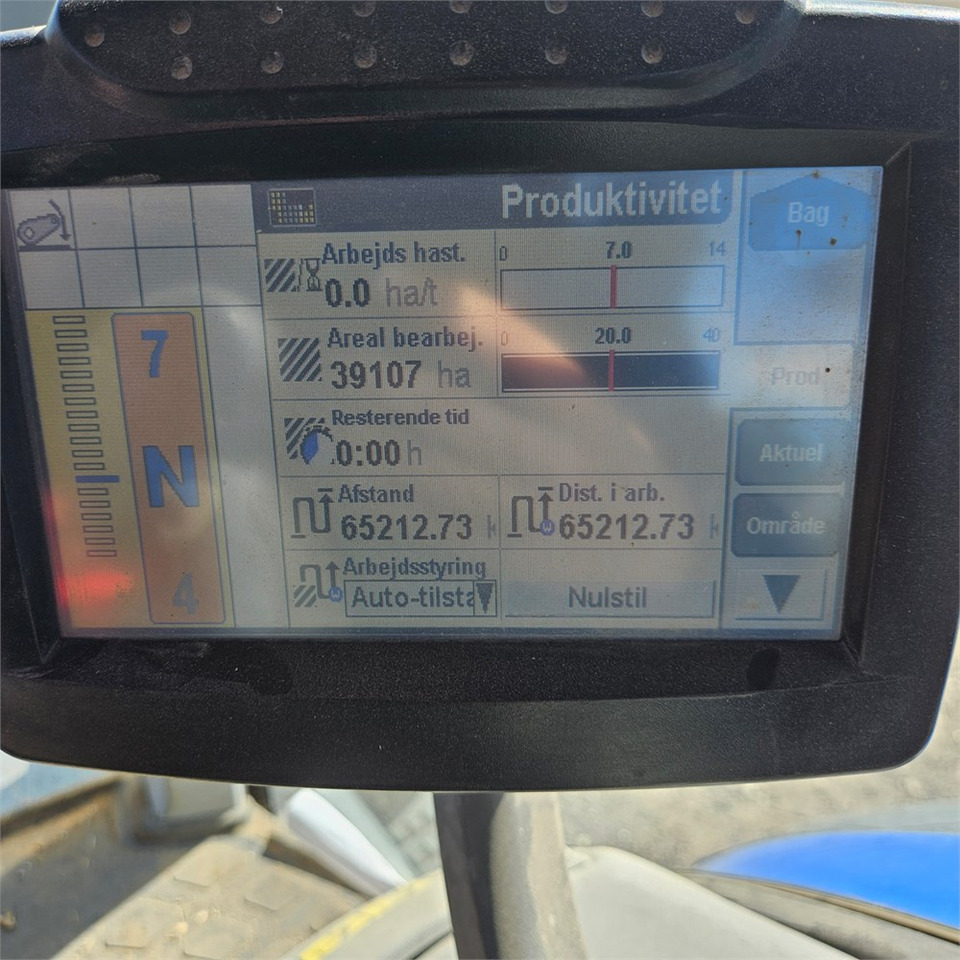 Produktivitet
Bag
Arbejds hast.
0 7.0 14
0.0 ha/t
Areal bearbej.
0 20.0 40
39107 ha
Prod
Resterende tid
0:00 h
Aktuel
Afstand
65212.73 k
Dist. i arb.
65212.73 k
Område
Arbejdsstyring
Auto-tilsta
Nulstil
7
N
4